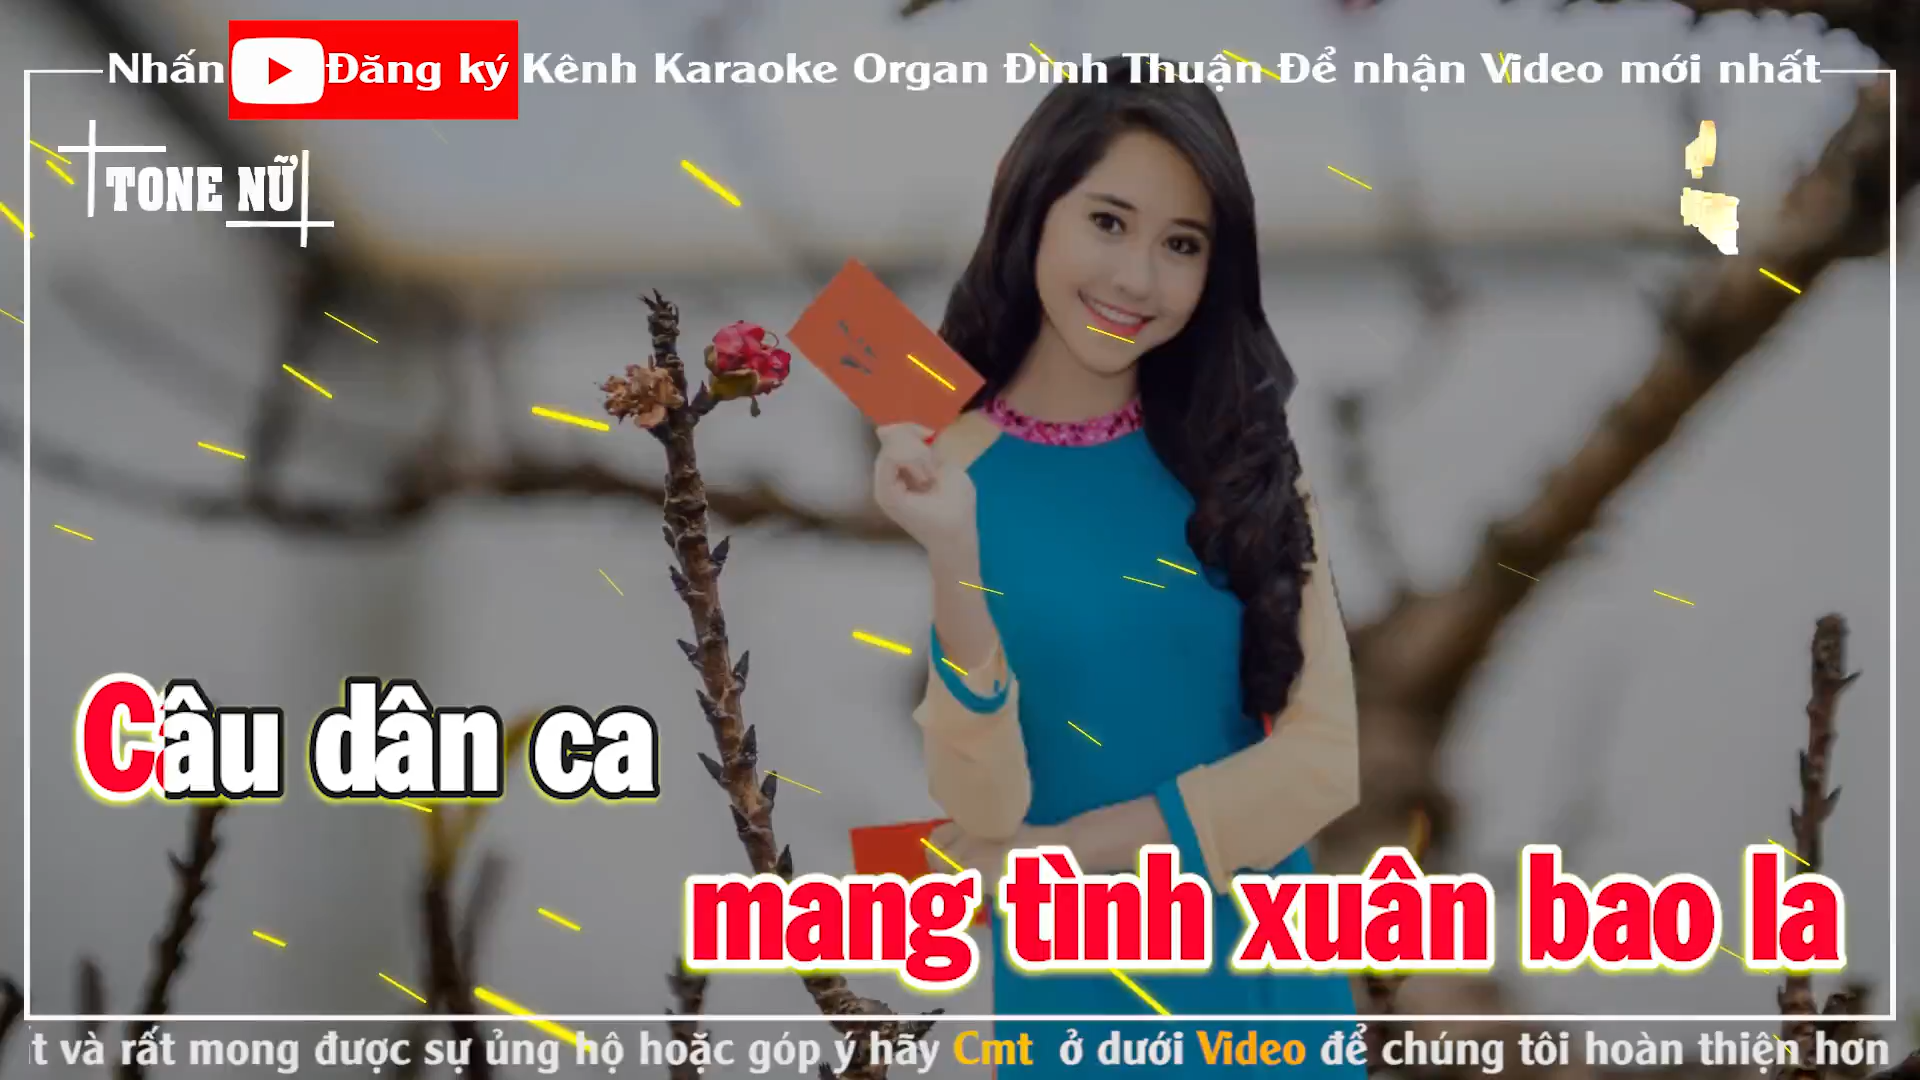 Nhấn Đăng ký Kênh Karaoke Organ Đình Thuận Để nhận Video mới nhất
TONE NỮ
Câu dân ca
mang tình xuân bao la
t và rất mong được sự ủng hộ hoặc góp ý hãy Cmt ở dưới Video để chúng tôi hoàn thiện hơn